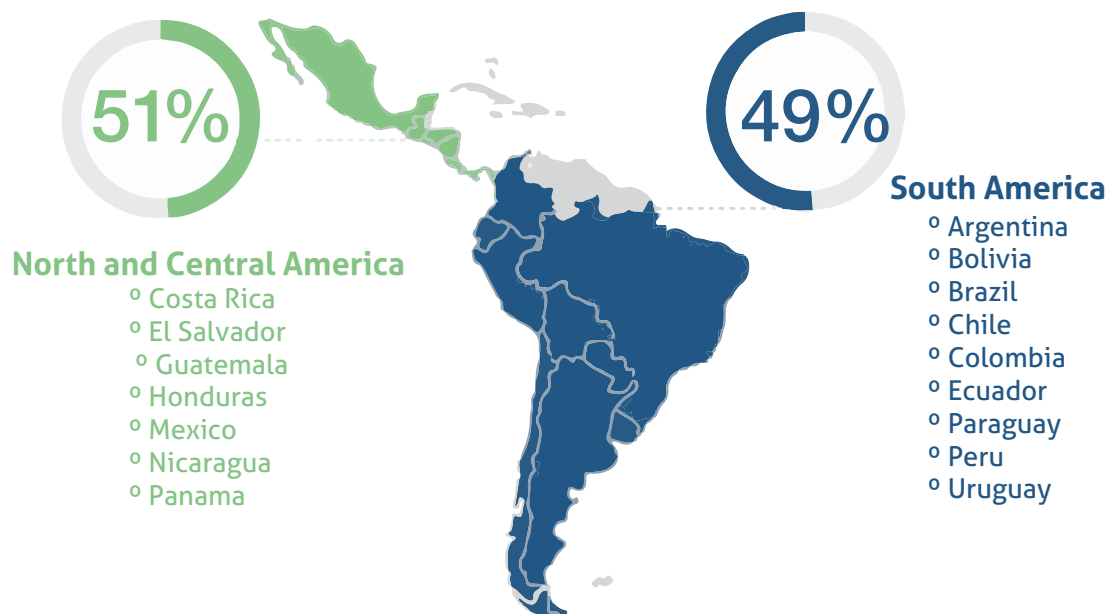 51%
North and Central America
º Costa Rica
º El Salvador
º Guatemala
º Honduras
º Mexico
º Nicaragua
º Panama
49%
South America
º Argentina
º Bolivia
º Brazil
º Chile
º Colombia
º Ecuador
º Paraguay
º Peru
º Uruguay